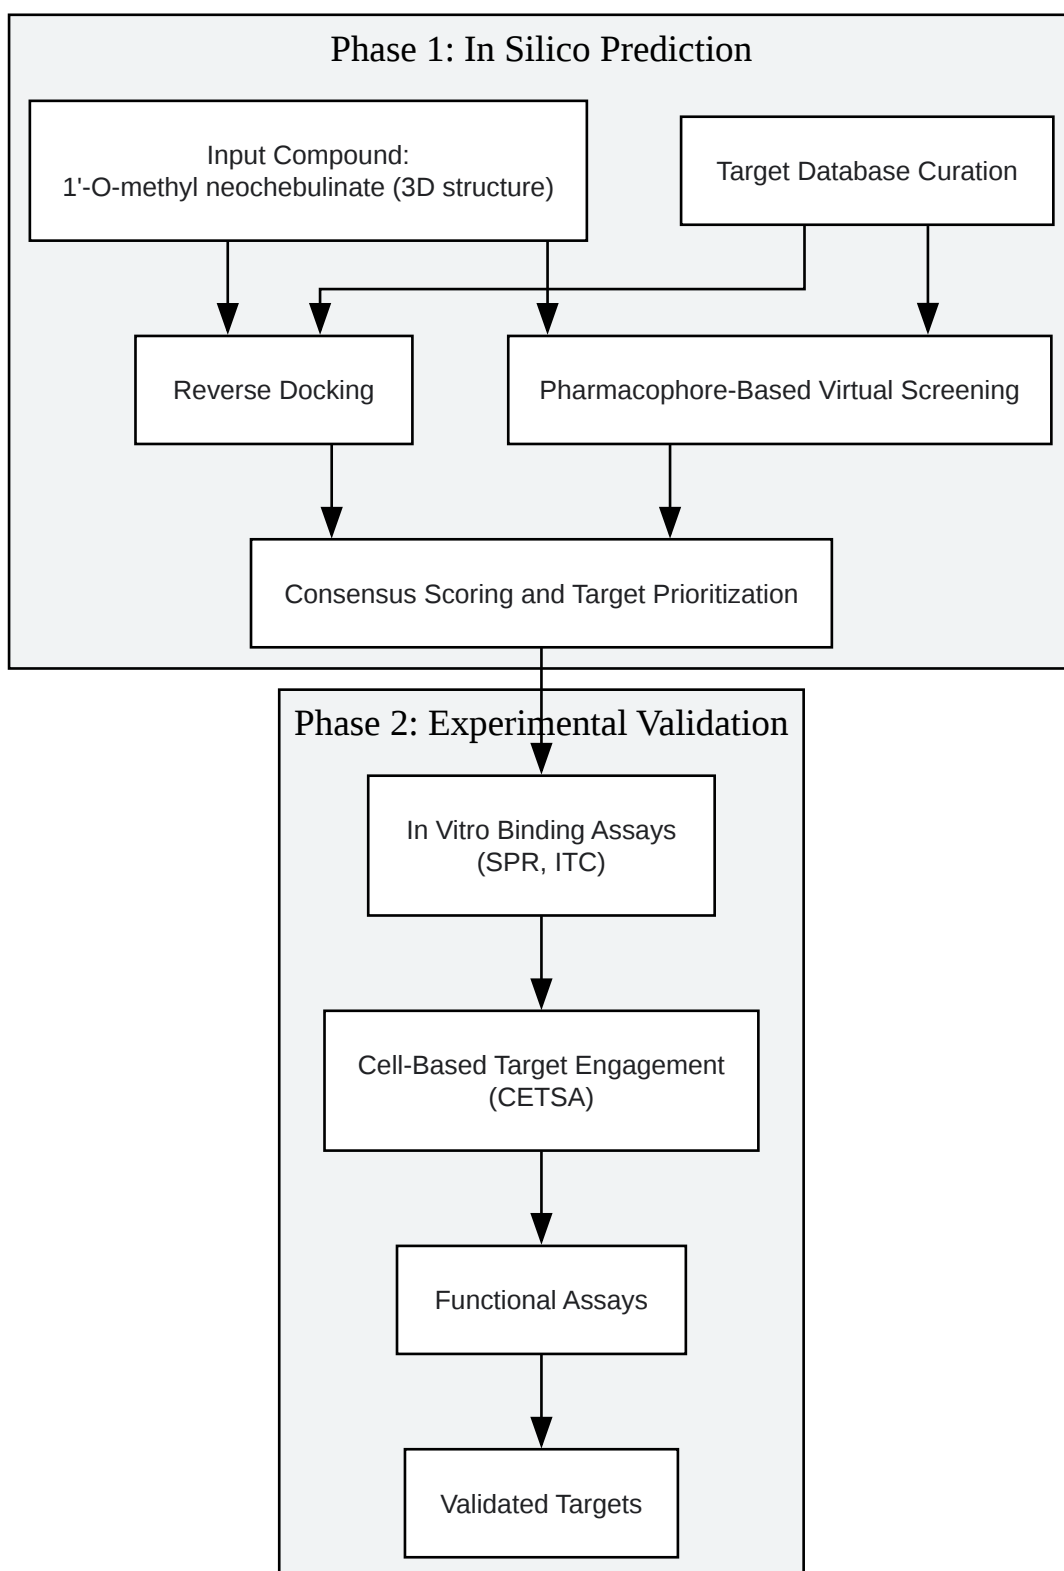 Phase 1: In Silico Prediction
Input Compound:
1'-O-methyl neochebulinate (3D structure)
Target Database Curation
Reverse Docking
Pharmacophore-Based Virtual Screening
Consensus Scoring and Target Prioritization
Phase 2: Experimental Validation
In Vitro Binding Assays
(SPR, ITC)
Cell-Based Target Engagement
(CETSA)
Functional Assays
Validated Targets